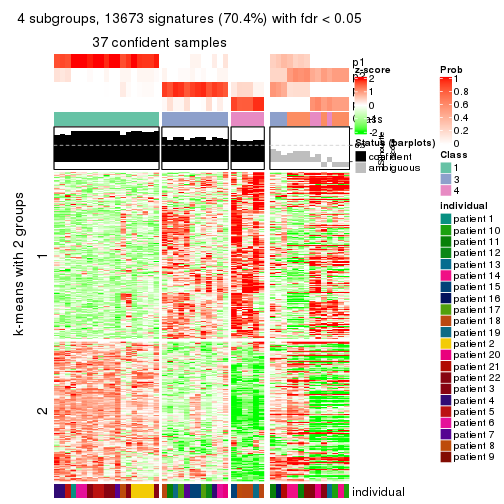 4 subgroups, 13673 signatures (70.4%) with fdr < 0.05
37 confident samples
p1
z-score
2
1
0
-1
-2
Class
Status (barplots)
confident
ambiguous
Prob
1
0.8
0.6
0.4
0.2
0
Class
1
3
4
individual
patient 1
patient 10
patient 11
patient 12
patient 13
patient 14
patient 15
patient 16
patient 17
patient 18
patient 19
patient 2
patient 20
patient 21
patient 22
patient 3
patient 4
patient 5
patient 6
patient 7
patient 8
patient 9
k-means with 2 groups
1
2
individual